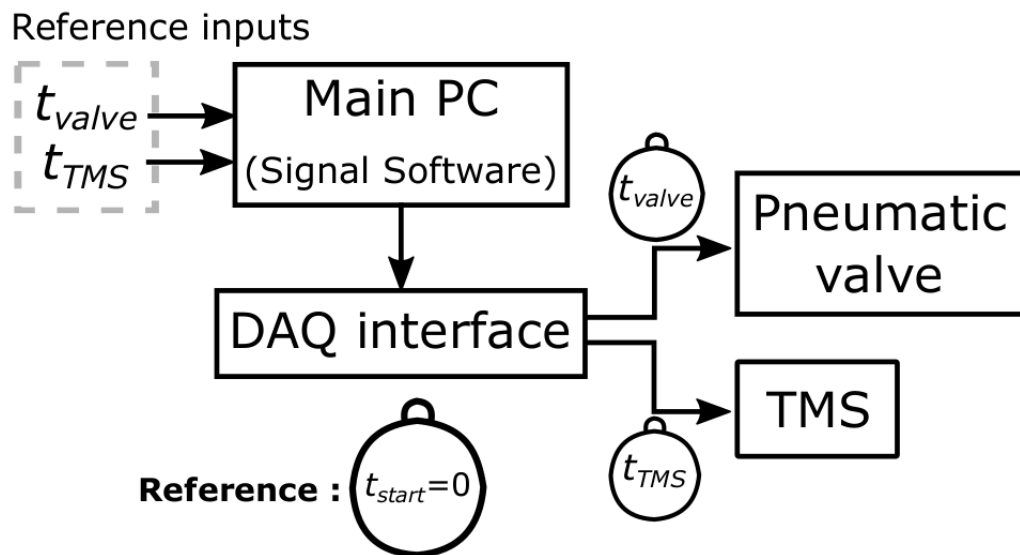 Reference inputs
t_valve
t_TMS
Main PC
(Signal Software)
t_valve
Pneumatic
valve
DAQ interface
TMS
t_TMS
Reference : t_start=0